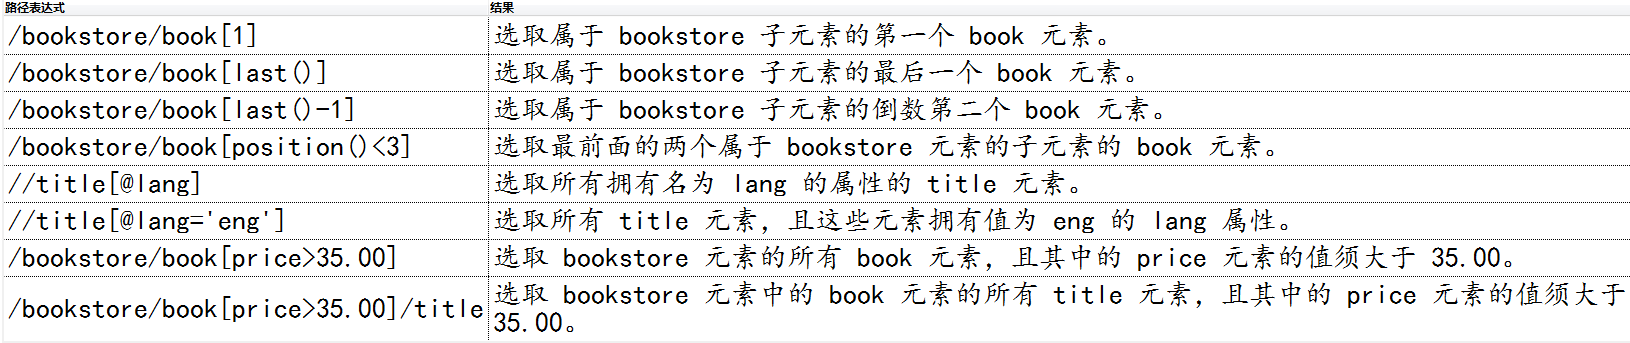 路径表达式 结果
/bookstore/book[1] 选取属于 bookstore 子元素的第一个 book 元素。
/bookstore/book[last()] 选取属于 bookstore 子元素的最后一个 book 元素。
/bookstore/book[last()-1] 选取属于 bookstore 子元素的倒数第二个 book 元素。
/bookstore/book[position()<3] 选取最前面的两个属于 bookstore 元素的子元素的 book 元素。
//title[@lang] 选取所有拥有名为 lang 的属性的 title 元素。
//title[@lang='eng'] 选取所有 title 元素，且这些元素拥有值为 eng 的 lang 属性。
/bookstore/book[price>35.00] 选取 bookstore 元素的所有 book 元素，且其中的 price 元素的值须大于 35.00。
/bookstore/book[price>35.00]/title 选取 bookstore 元素中的 book 元素的所有 title 元素，且其中的 price 元素的值须大于
35.00。